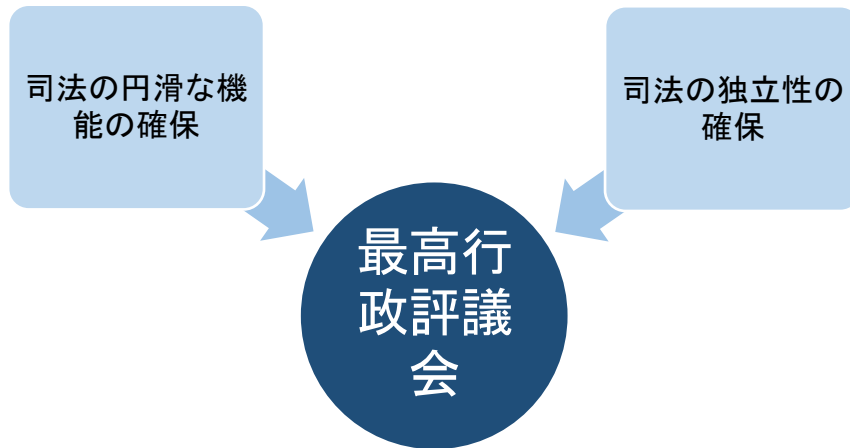 司法の円滑な機
能の確保
司法の独立性の
確保
最高行
政評議
会